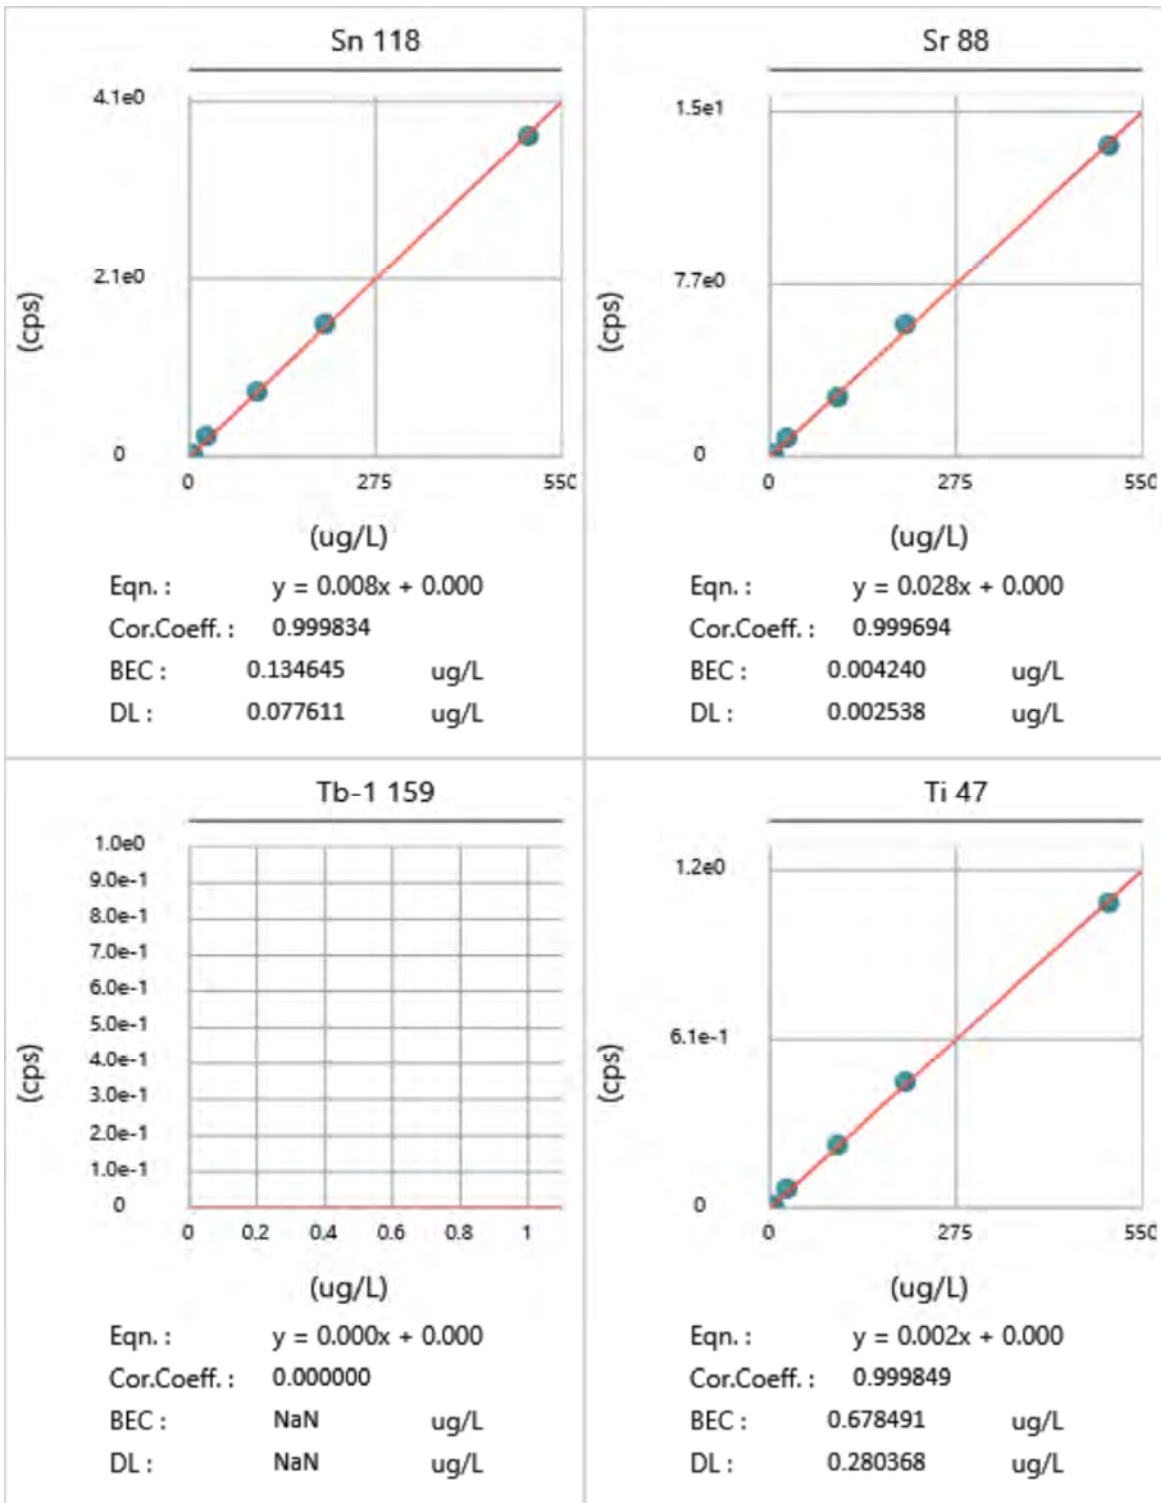 Sn 118
4.1e0
2.1e0
0
(cps)
0 275 550
(ug/L)
Eqn. : y = 0.008x + 0.000
Cor.Coeff. : 0.999834
BEC : 0.134645 ug/L
DL : 0.077611 ug/L
Sr 88
1.5e1
7.7e0
0
(cps)
0 275 550
(ug/L)
Eqn. : y = 0.028x + 0.000
Cor.Coeff. : 0.999694
BEC : 0.004240 ug/L
DL : 0.002538 ug/L
Tb-1 159
1.0e0
9.0e-1
8.0e-1
7.0e-1
6.0e-1
5.0e-1
4.0e-1
3.0e-1
2.0e-1
1.0e-1
0
(cps)
0 0.2 0.4 0.6 0.8 1
(ug/L)
Eqn. : y = 0.000x + 0.000
Cor.Coeff. : 0.000000
BEC : NaN ug/L
DL : NaN ug/L
Ti 47
1.2e0
6.1e-1
0
(cps)
0 275 550
(ug/L)
Eqn. : y = 0.002x + 0.000
Cor.Coeff. : 0.999849
BEC : 0.678491 ug/L
DL : 0.280368 ug/L